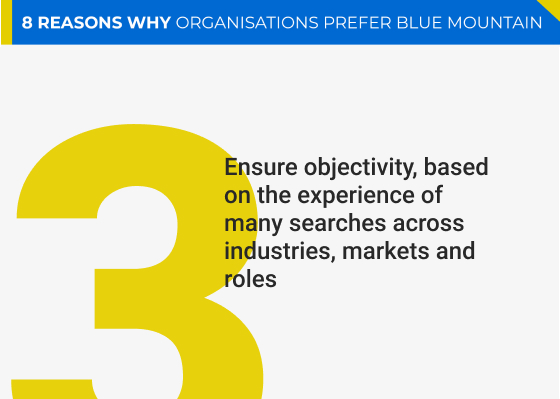 8 REASONS WHY ORGANISATIONS PREFER BLUE MOUNTAIN
3
Ensure objectivity, based
on the experience of
many searches across
industries, markets and
roles